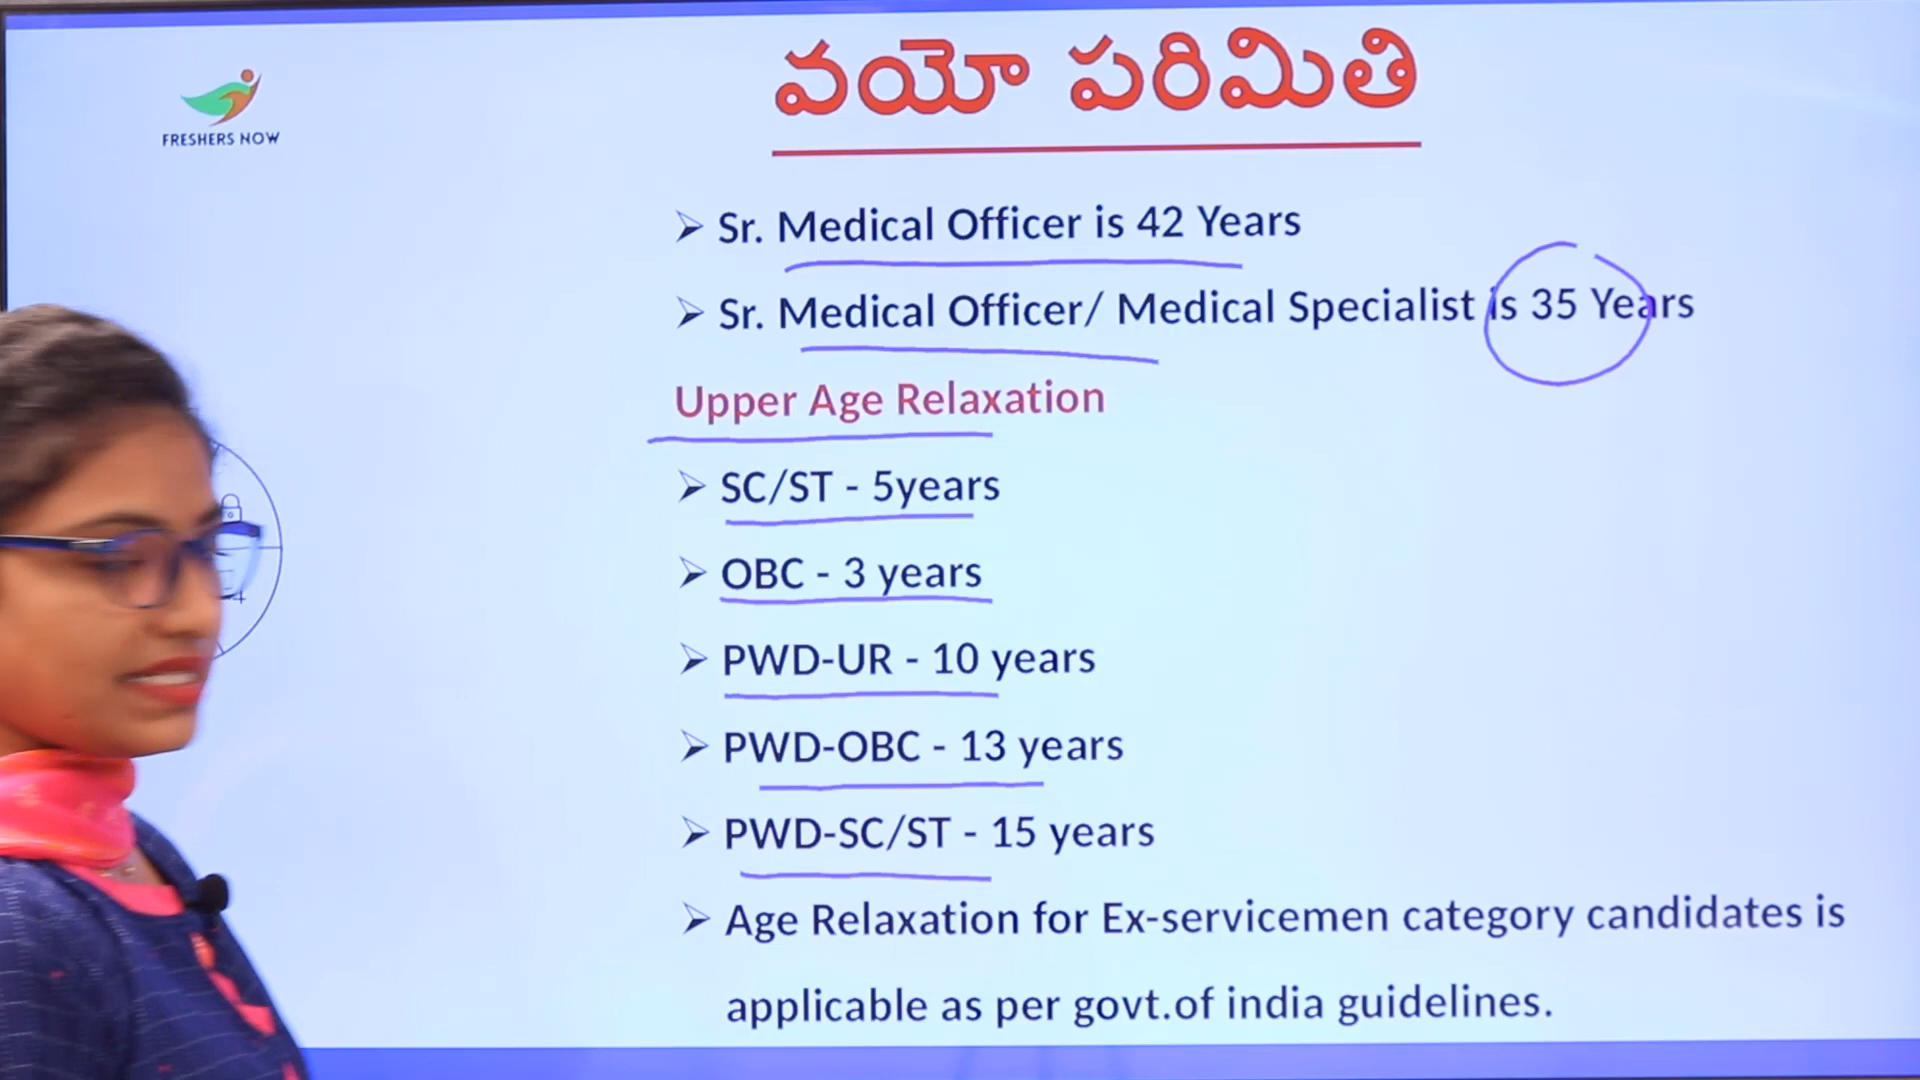 వయో పరిమితి
FRESHERS NOW
Sr. Medical Officer is 42 Years
Sr. Medical Officer/ Medical Specialist is 35 Years
Upper Age Relaxation
SC/ST - 5years
OBC - 3 years
PWD-UR - 10 years
PWD-OBC - 13 years
PWD-SC/ST - 15 years
Age Relaxation for Ex-servicemen category candidates is
applicable as per govt.of india guidelines.